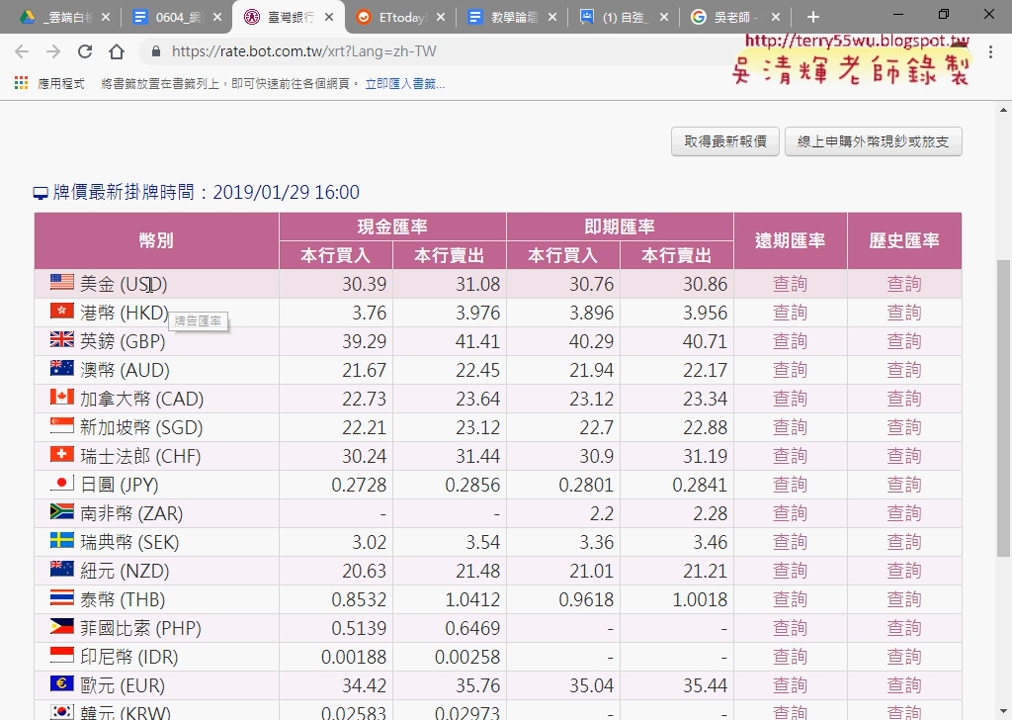 _雲端白板
0604_網
臺灣銀行
ETtoday
教學論壇
(1) 自強_
吳老師 -
https://rate.bot.com.tw/xrt?Lang=zh-TW
http://terry55wu.blogspot.tw
吳清輝老師錄製
應用程式
將書籤放置在書籤列上，即可快速前往各個網頁。 立即匯入書籤...
取得最新報價 線上申購外幣現鈔或旅支
牌價最新掛牌時間：2019/01/29 16:00
幣別 現金匯率 即期匯率 遠期匯率 歷史匯率
本行買入 本行賣出 本行買入 本行賣出
美金 (USD) 30.39 31.08 30.76 30.86 查詢 查詢
港幣 (HKD) 3.76 3.976 3.896 3.956 查詢 查詢
牌告匯率
英鎊 (GBP) 39.29 41.41 40.29 40.71 查詢 查詢
澳幣 (AUD) 21.67 22.45 21.94 22.17 查詢 查詢
加拿大幣 (CAD) 22.73 23.64 23.12 23.34 查詢 查詢
新加坡幣 (SGD) 22.21 23.12 22.7 22.88 查詢 查詢
瑞士法郎 (CHF) 30.24 31.44 30.9 31.19 查詢 查詢
日圓 (JPY) 0.2728 0.2856 0.2801 0.2841 查詢 查詢
南非幣 (ZAR) - - 2.2 2.28 查詢 查詢
瑞典幣 (SEK) 3.02 3.54 3.36 3.46 查詢 查詢
紐元 (NZD) 20.63 21.48 21.01 21.21 查詢 查詢
泰幣 (THB) 0.8532 1.0412 0.9618 1.0018 查詢 查詢
菲國比索 (PHP) 0.5139 0.6469 - - 查詢 查詢
印尼幣 (IDR) 0.00188 0.00258 - - 查詢 查詢
歐元 (EUR) 34.42 35.76 35.04 35.44 查詢 查詢
韓元 (KRW) 0.02583 0.02973 - - 查詢 查詢